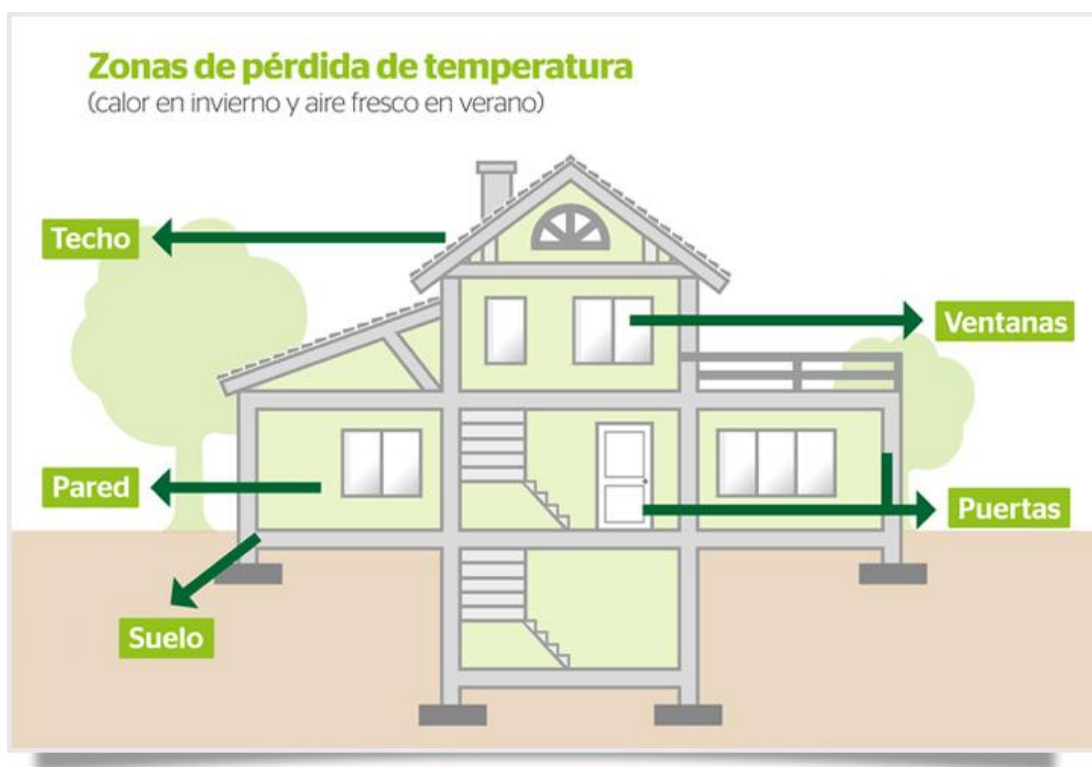 Zonas de pérdida de temperatura
(calor en invierno y aire fresco en verano)
Techo
Ventanas
Pared
Puertas
Suelo